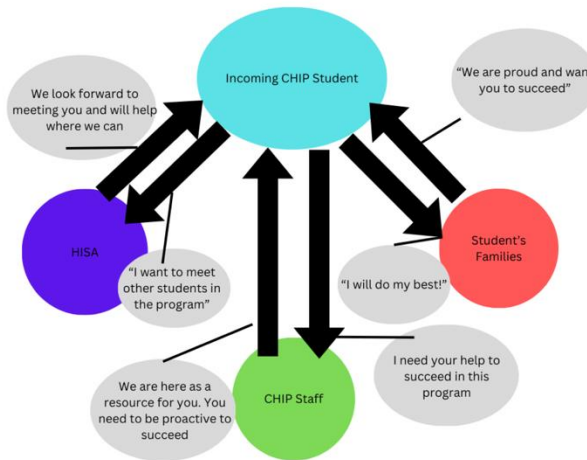 Incoming CHIP Student
We look forward to
meeting you and will help
where we can
“We are proud and want
you to succeed”
HISA
Student's
Families
“I want to meet
other students in
the program”
“I will do my best!”
We are here as a
resource for you. You
need to be proactive to
succeed
CHIP Staff
I need your help to
succeed in this
program